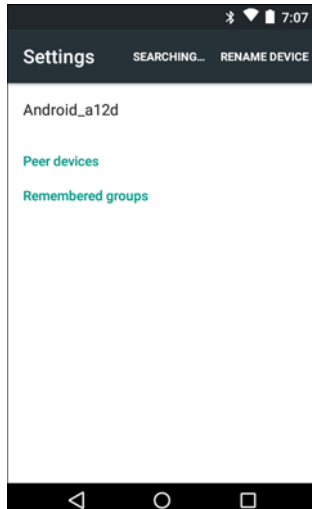 7:07
Settings SEARCHING... RENAME DEVICE
Android_a12d
Peer devices
Remembered groups